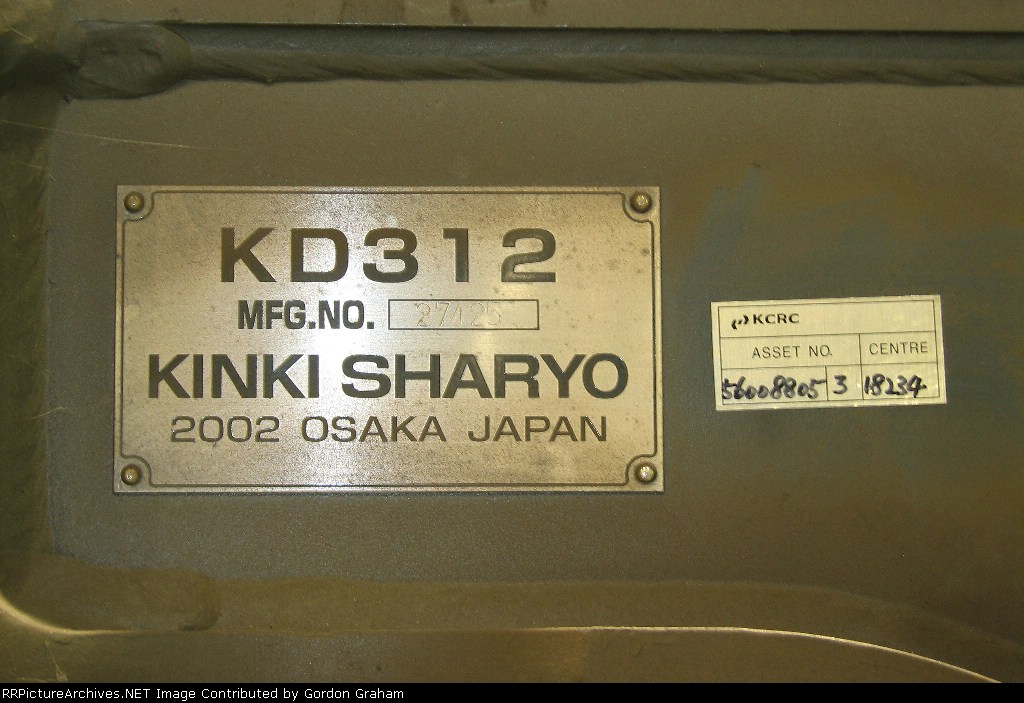 KD312
MFG.NO. 27125
KINKI SHARYO
2002 OSAKA JAPAN
KCRC
ASSET NO. CENTRE
56008805 3 18234
RRPictureArchives.NET Image Contributed by Gordon Graham